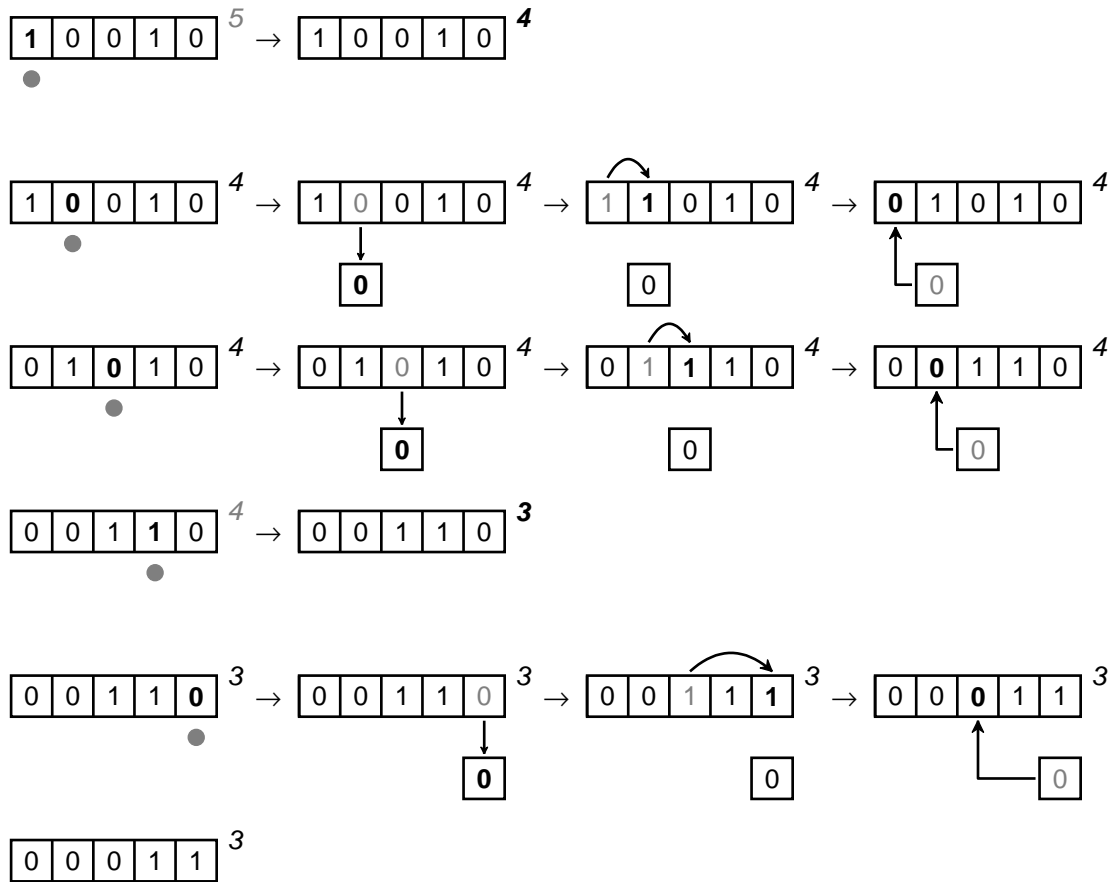 1 0 0 1 0 5 → 1 0 0 1 0 4
1 0 0 1 0 4 → 1 0 0 1 0 4 → 1 1 0 1 0 4 → 0 1 0 1 0 4
0 0 0
0 1 0 1 0 4 → 0 1 0 1 0 4 → 0 1 1 1 0 4 → 0 0 1 1 0 4
0 0 0
0 0 1 1 0 4 → 0 0 1 1 0 3
0 0 1 1 0 3 → 0 0 1 1 0 3 → 0 0 1 1 1 3 → 0 0 0 1 1 3
0 0 0
0 0 0 1 1 3